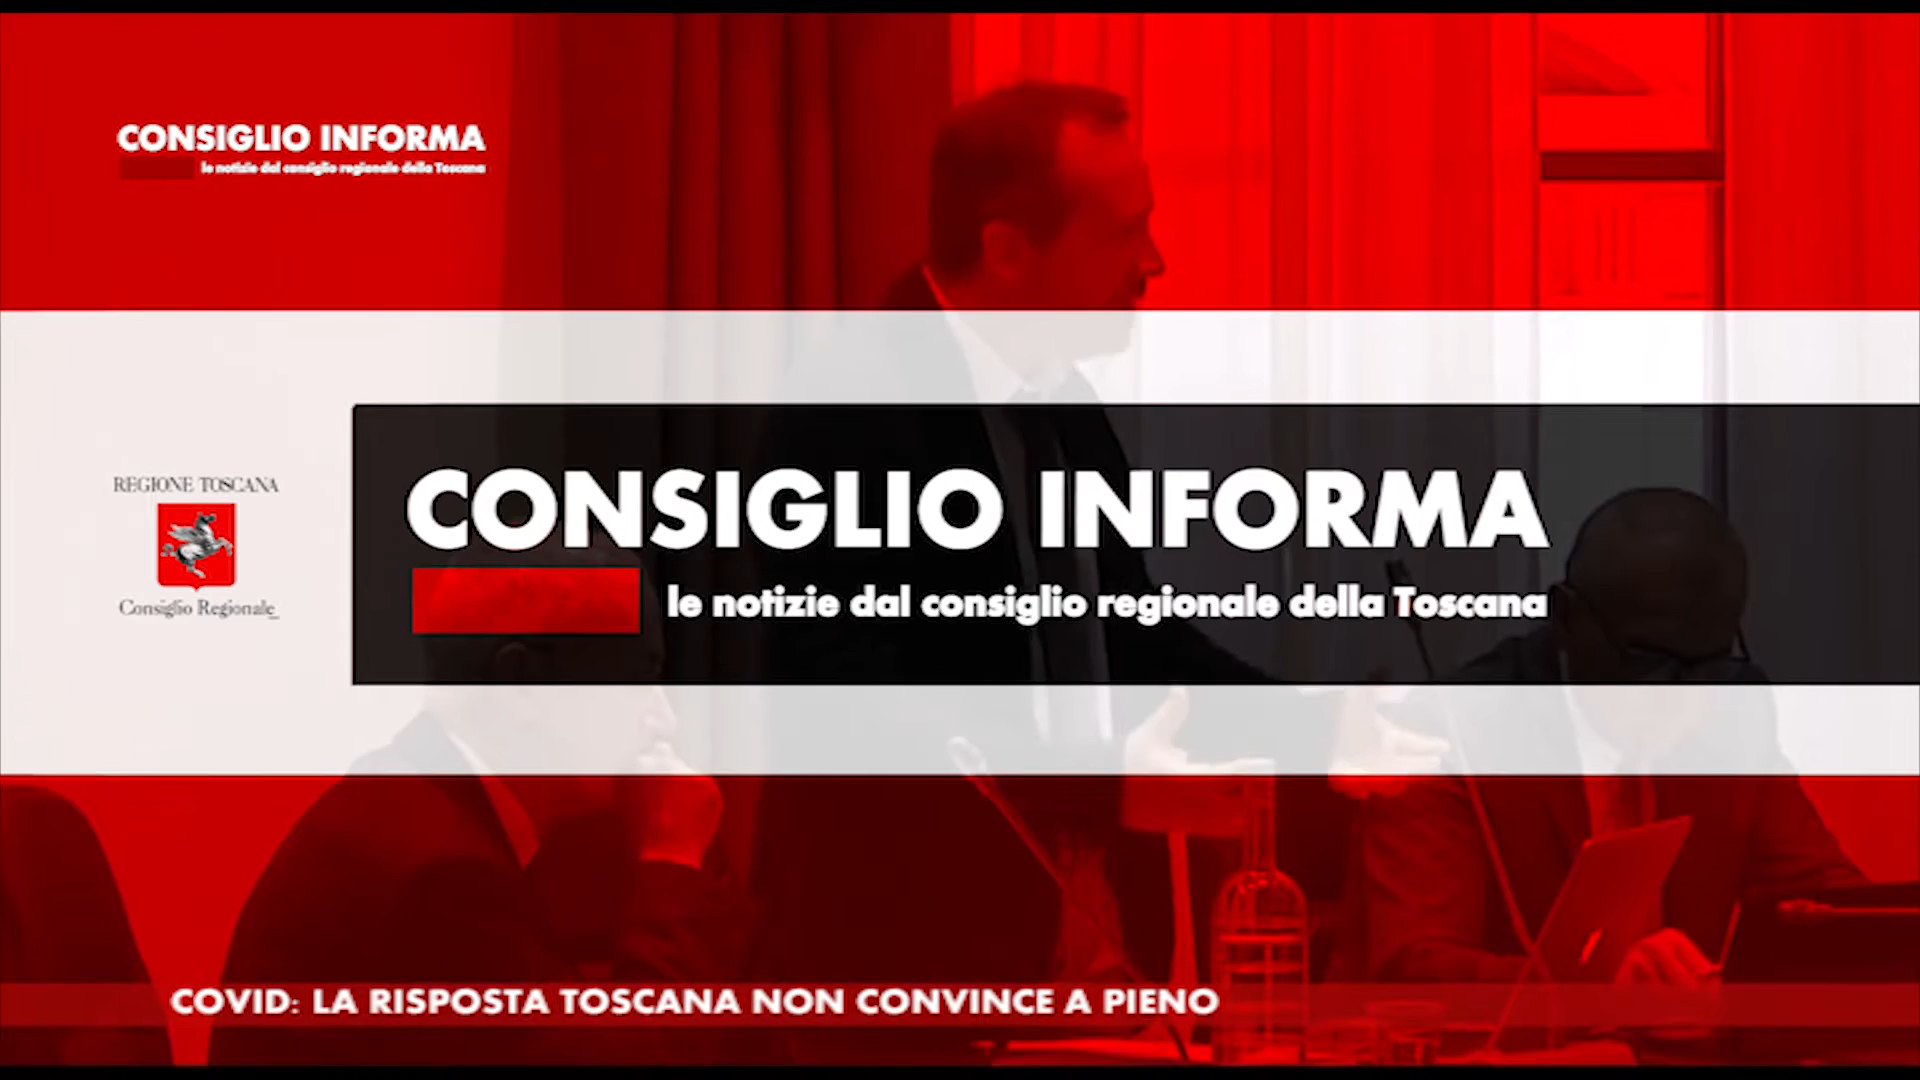 CONSIGLIO INFORMA
le notizie dal consiglio regionale della Toscana
REGIONE TOSCANA
Consiglio Regionale_
CONSIGLIO INFORMA
le notizie dal consiglio regionale della Toscana
COVID: LA RISPOSTA TOSCANA NON CONVINCE A PIENO